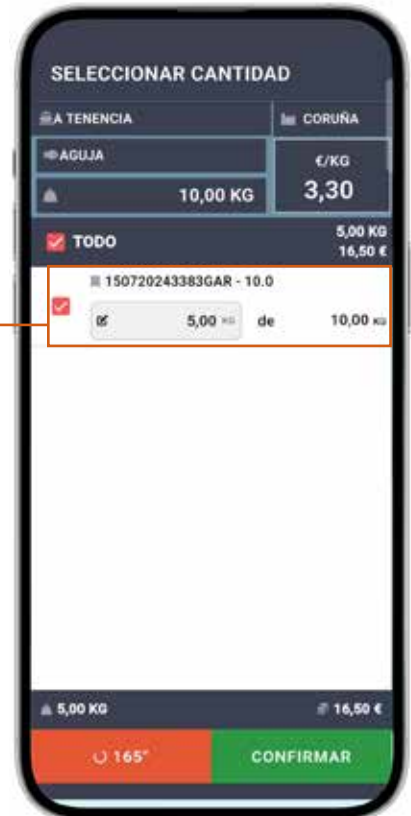 SELECCIONAR CANTIDAD
A TENENCIA CORUÑA
AGUJA €/KG
10,00 KG 3,30
TODO 5,00 KG
16,50 €
150720243383GAR - 10.0
5,00 KG de 10,00 KG
5,00 KG 16,50 €
165" CONFIRMAR